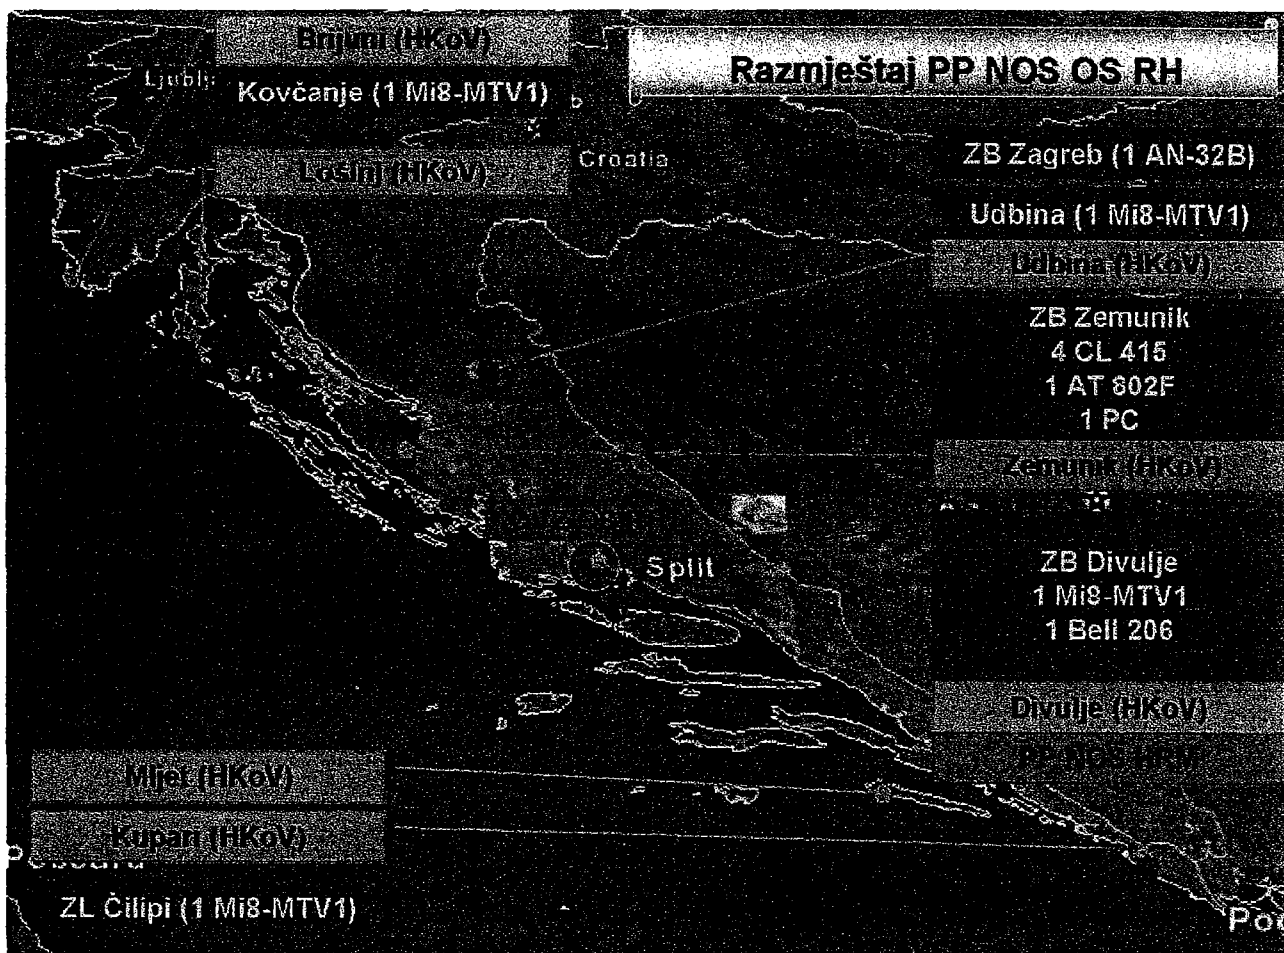 Brijuni (HKoV)
Razmještaj PP NOS OS RH
Kovčanje (1 Mi8-MTV1)
Ljublj
ZB Zagreb (1 AN-32B)
Lošinj (HKoV)
Croatia
Udbina (1 Mi8-MTV1)
Udbina (HKoV)
ZB Zemunik
4 CL 415
1 AT 802F
1 PC
Zemunik (HKoV)
Split
ZB Divulje
1 Mi8-MTV1
1 Bell 206
Divulje (HKoV)
PP NOS HRM
Mljet (HKoV)
Kupari (HKoV)
ZL Čilipi (1 Mi8-MTV1)